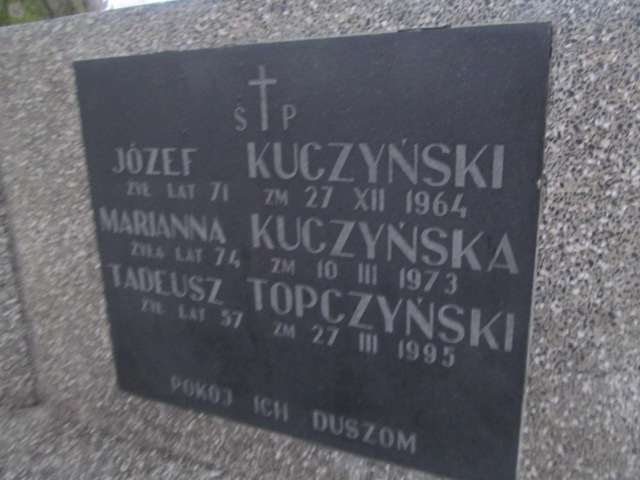 Ś P
JÓZEF KUCZYŃSKI
ŻYŁ LAT 71 ZM 27 XII 1964
MARIANNA KUCZYŃSKA
ŻYŁA LAT 74 ZM 10 III 1973
TADEUSZ TOPCZYŃSKI
ŻYŁ LAT 57 ZM 27 III 1995
POKÓJ ICH DUSZOM